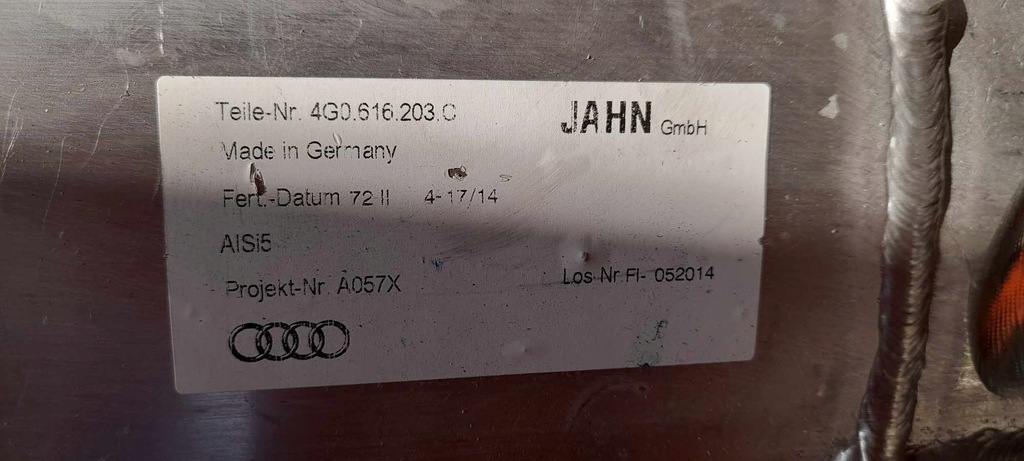 Teile-Nr. 4G0.616.203.C
JAHN GmbH
Made in Germany
Fert.-Datum 72 II 4-17/14
AlSi5
Projekt-Nr. A057X
Los Nr.Fl- 052014